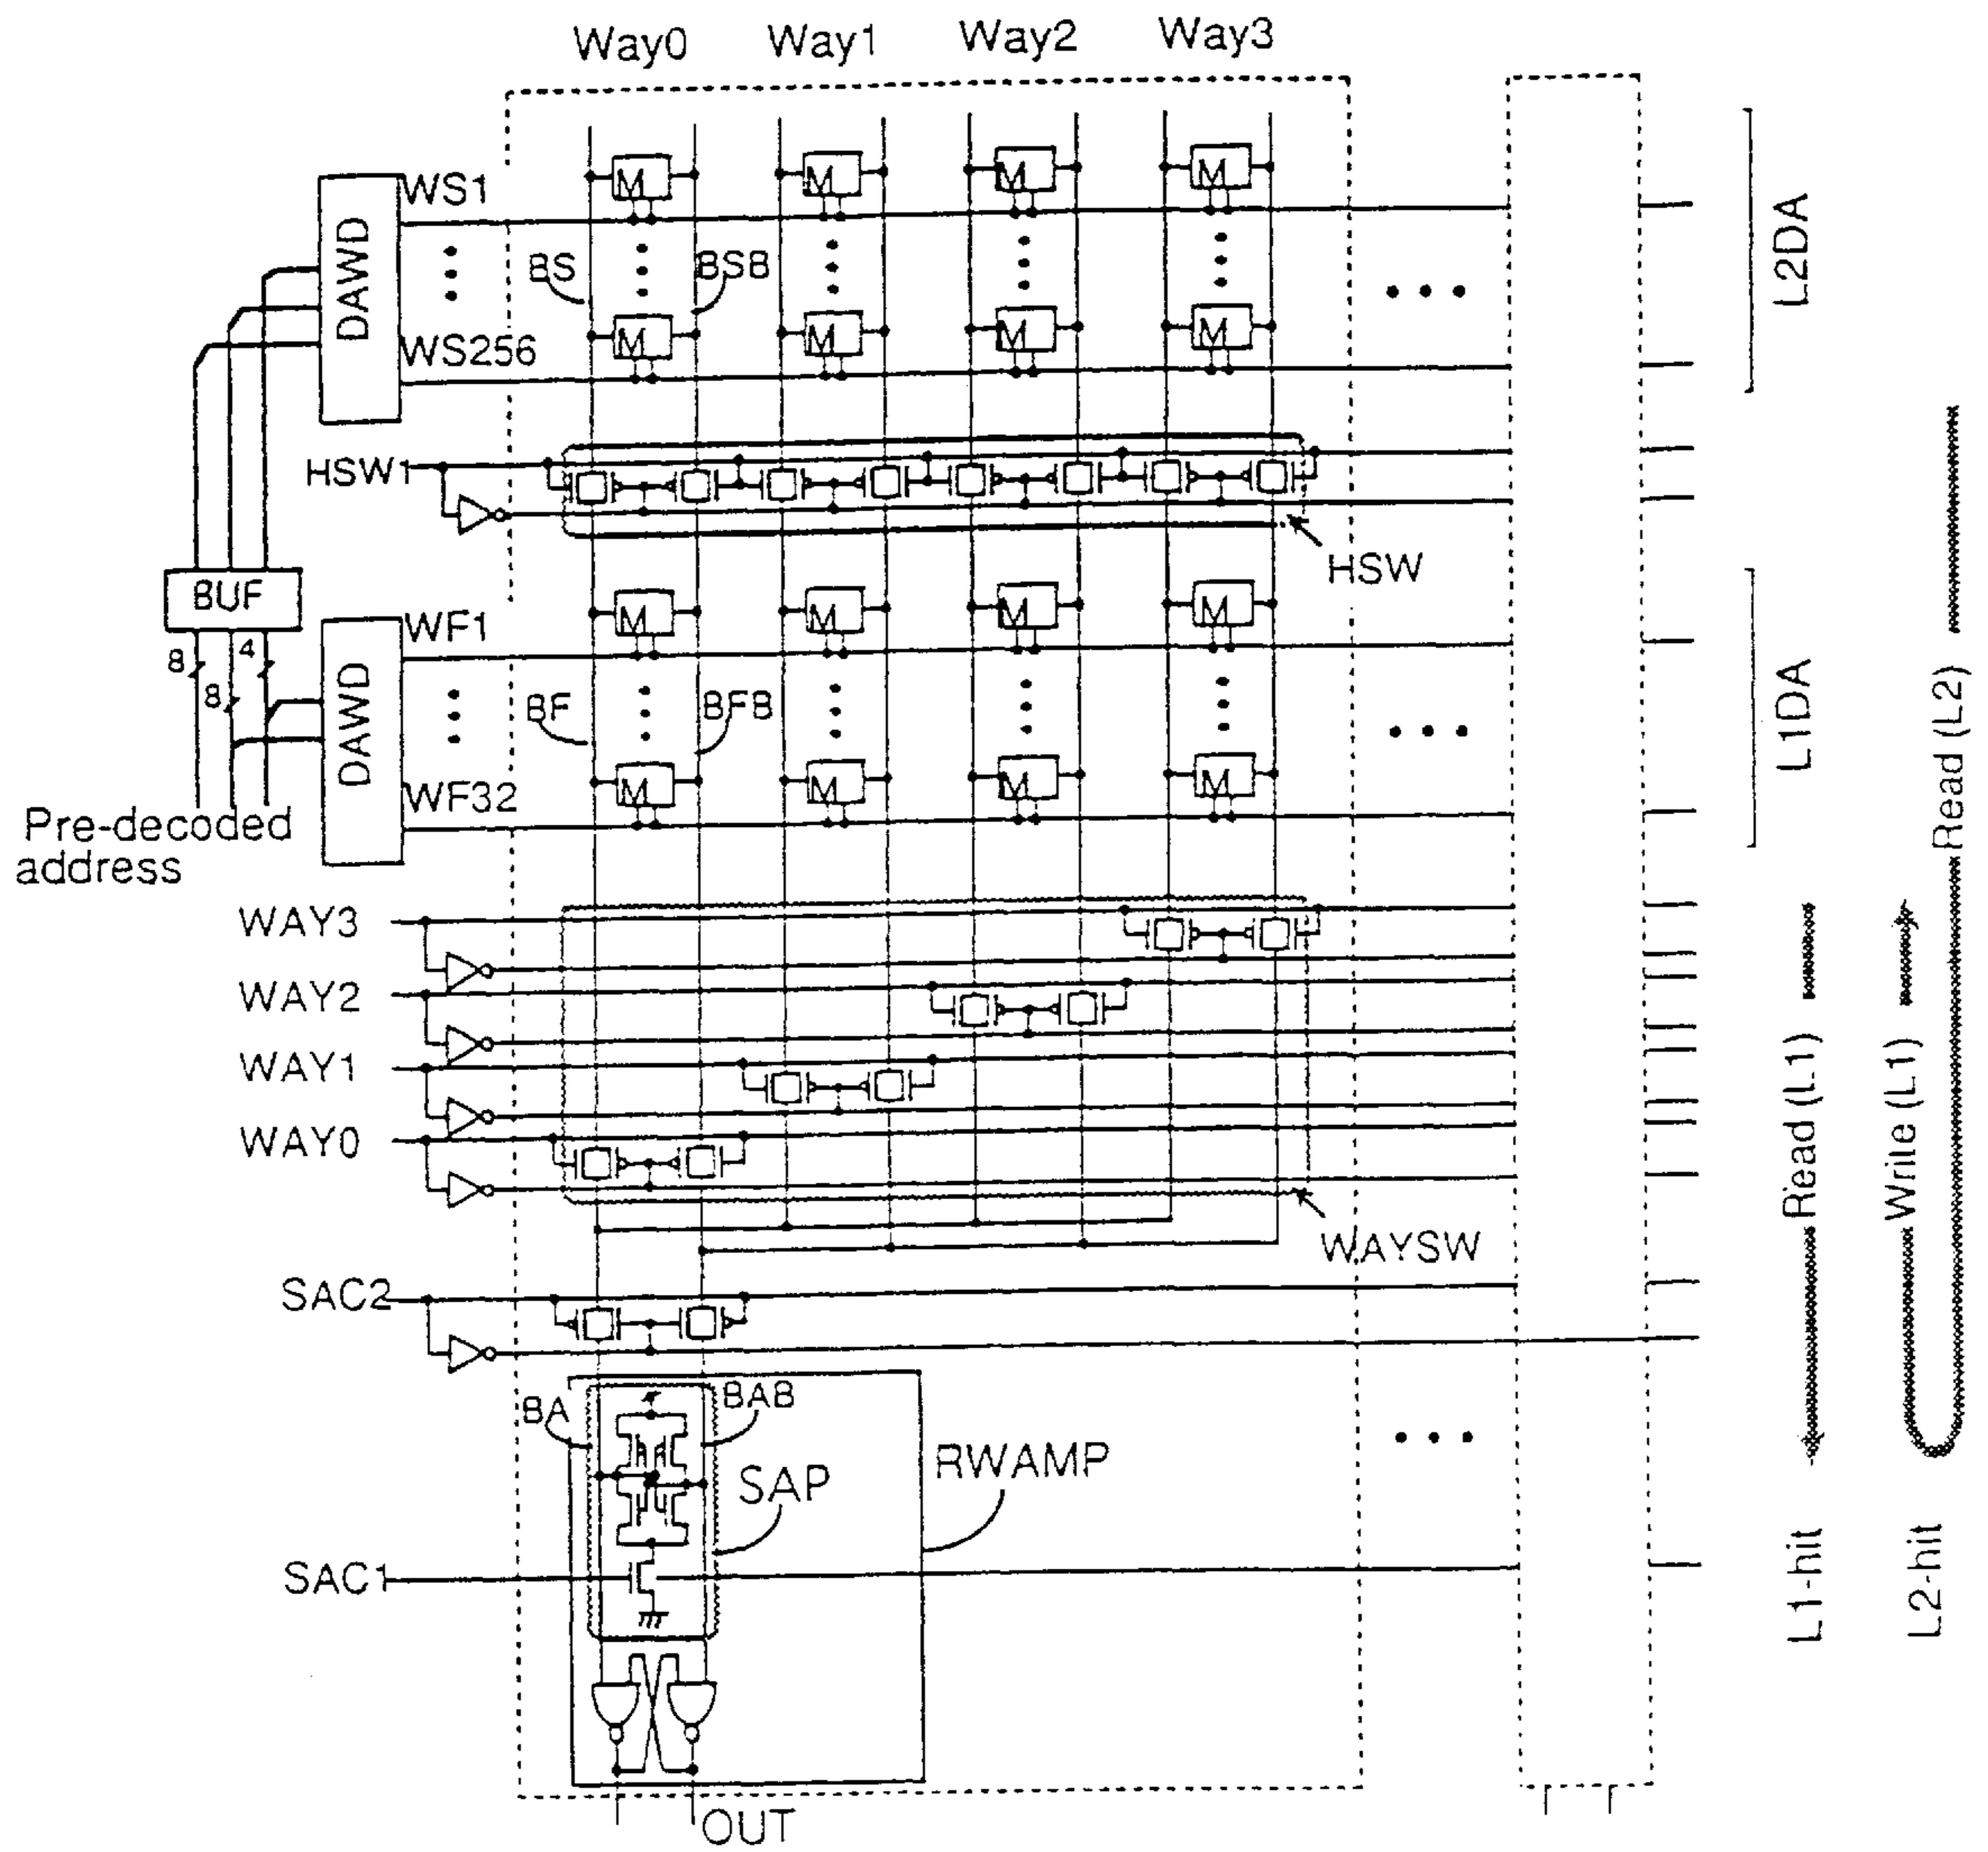 Way0 Way1 Way2 Way3
WS1
M M M M
DAWD
BS BSB
L2DA
M M M M
WS256
HSW1
HSW
BUF
M M M M
WF1
8 4
8
DAWD
BF BFB
L1DA
Read (L2)
M M M M
WF32
Pre-decoded
address
WAY3
WAY2
WAY1
WAY0
Read (L1)
Write (L1)
WAYSW
SAC2
BA BAB
RWAMP
SAP
SAC1
L1-hit
L2-hit
OUT